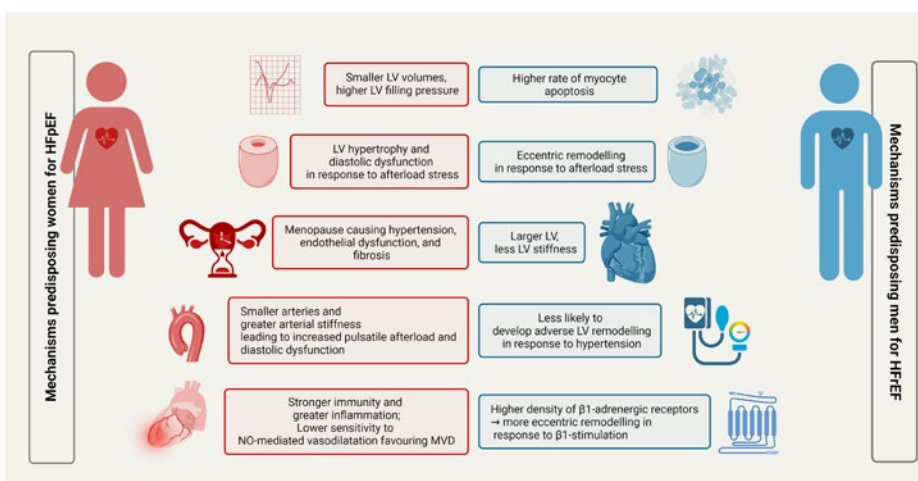 Mechanisms predisposing women for HFpEF
Smaller LV volumes,
higher LV filling pressure
Higher rate of myocyte
apoptosis
LV hypertrophy and
diastolic dysfunction
in response to afterload stress
Eccentric remodelling
in response to afterload stress
Menopause causing hypertension,
endothelial dysfunction, and
fibrosis
Larger LV,
less LV stiffness
Smaller arteries and
greater arterial stiffness
leading to increased pulsatile afterload and
diastolic dysfunction
Less likely to
develop adverse LV remodelling
in response to hypertension
Stronger immunity and
greater inflammation;
Lower sensitivity to
NO-mediated vasodilatation favouring MVD
Higher density of β1-adrenergic receptors
→ more eccentric remodelling in
response to β1-stimulation
Mechanisms predisposing men for HFrEF